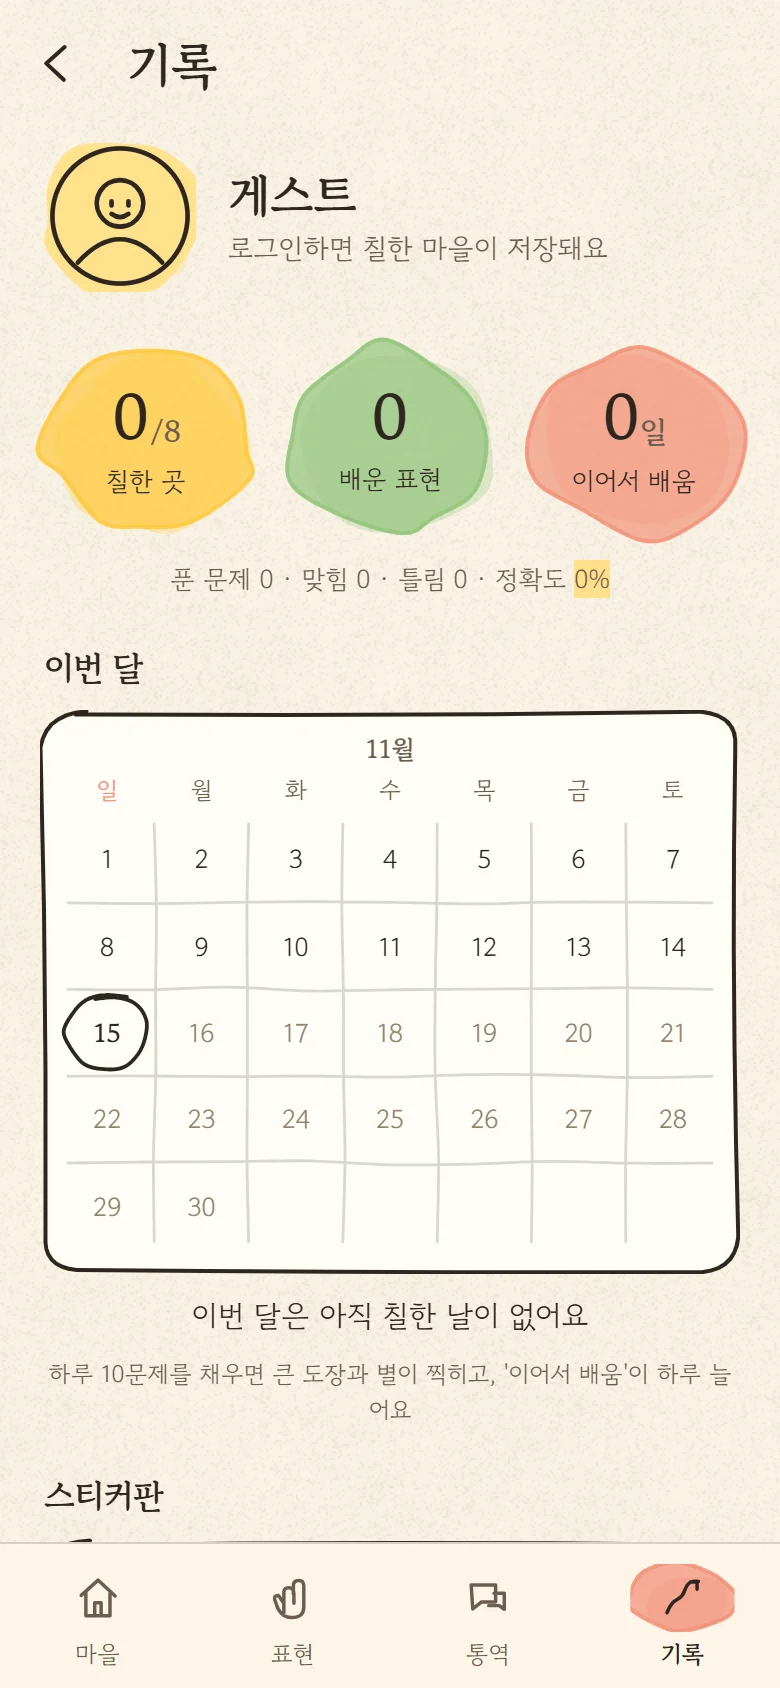 기록
게스트
로그인하면 칠한 마을이 저장돼요
0/8
칠한 곳
0
배운 표현
0일
이어서 배움
푼 문제 0 · 맞힘 0 · 틀림 0 · 정확도 0%
이번 달
11월
일 월 화 수 목 금 토
1 2 3 4 5 6 7
8 9 10 11 12 13 14
15 16 17 18 19 20 21
22 23 24 25 26 27 28
29 30
이번 달은 아직 칠한 날이 없어요
하루 10문제를 채우면 큰 도장과 별이 찍히고, '이어서 배움'이 하루 늘
어요
스티커판
마을 표현 통역 기록